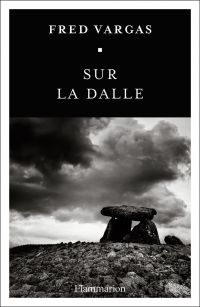 FRED VARGAS
SUR
LA DALLE
Flammarion